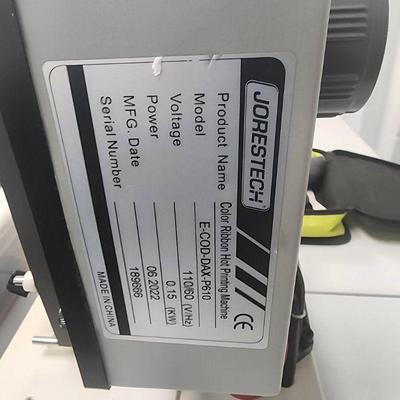 JORESTECH®
CE
Product Name Color Ribbon Hot Printing Machine
Model E-COD-DAX-P610
Voltage 110/60 (V/Hz)
Power 0.15 (KW)
MFG. Date 06.2022
Serial Number 189666
MADE IN CHINA